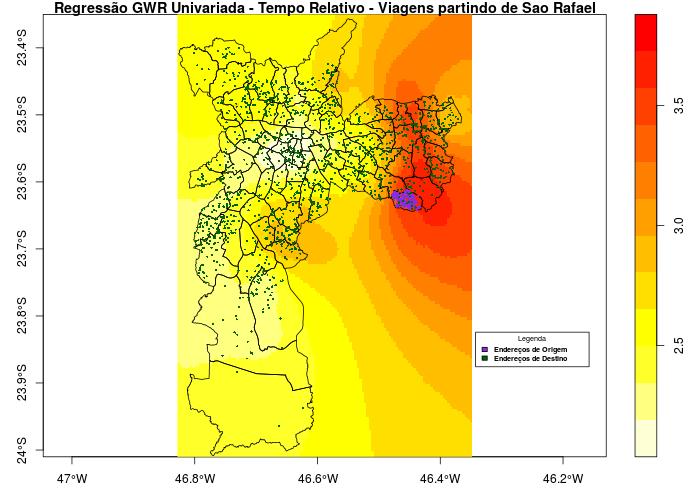 Regressão GWR Univariada - Tempo Relativo - Viagens partindo de Sao Rafael
23.4°S
23.5°S
23.6°S
23.7°S
23.8°S
23.9°S
24°S
47°W
46.8°W
46.6°W
46.4°W
46.2°W
3.5
3.0
2.5
Legenda
Endereços de Origem
Endereços de Destino